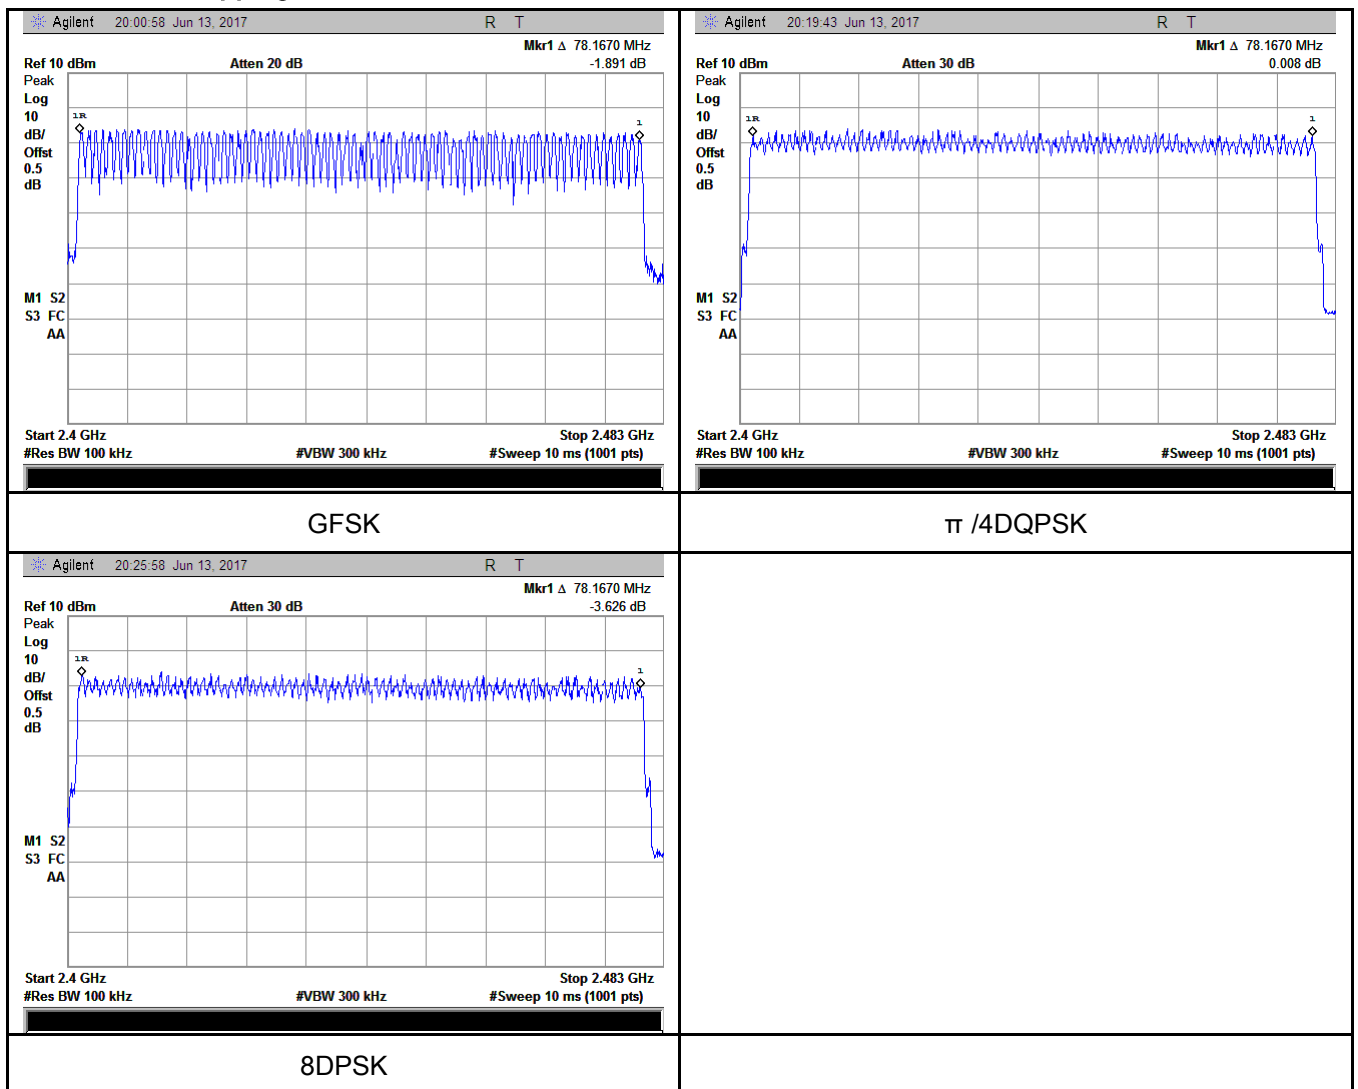 Agilent 20:00:58 Jun 13, 2017 R T
Mkr1 Δ 78.1670 MHz
Ref 10 dBm Atten 20 dB -1.891 dB
Peak
Log
10
dB/
Offst
0.5
dB
1R
1
M1 S2
S3 FC
AA
Start 2.4 GHz Stop 2.483 GHz
#Res BW 100 kHz #VBW 300 kHz #Sweep 10 ms (1001 pts)
GFSK
Agilent 20:19:43 Jun 13, 2017 R T
Mkr1 Δ 78.1670 MHz
Ref 10 dBm Atten 30 dB 0.008 dB
Peak
Log
10
dB/
Offst
0.5
dB
1R
1
M1 S2
S3 FC
AA
Start 2.4 GHz Stop 2.483 GHz
#Res BW 100 kHz #VBW 300 kHz #Sweep 10 ms (1001 pts)
π /4DQPSK
Agilent 20:25:58 Jun 13, 2017 R T
Mkr1 Δ 78.1670 MHz
Ref 10 dBm Atten 30 dB -3.626 dB
Peak
Log
10
dB/
Offst
0.5
dB
1R
1
M1 S2
S3 FC
AA
Start 2.4 GHz Stop 2.483 GHz
#Res BW 100 kHz #VBW 300 kHz #Sweep 10 ms (1001 pts)
8DPSK